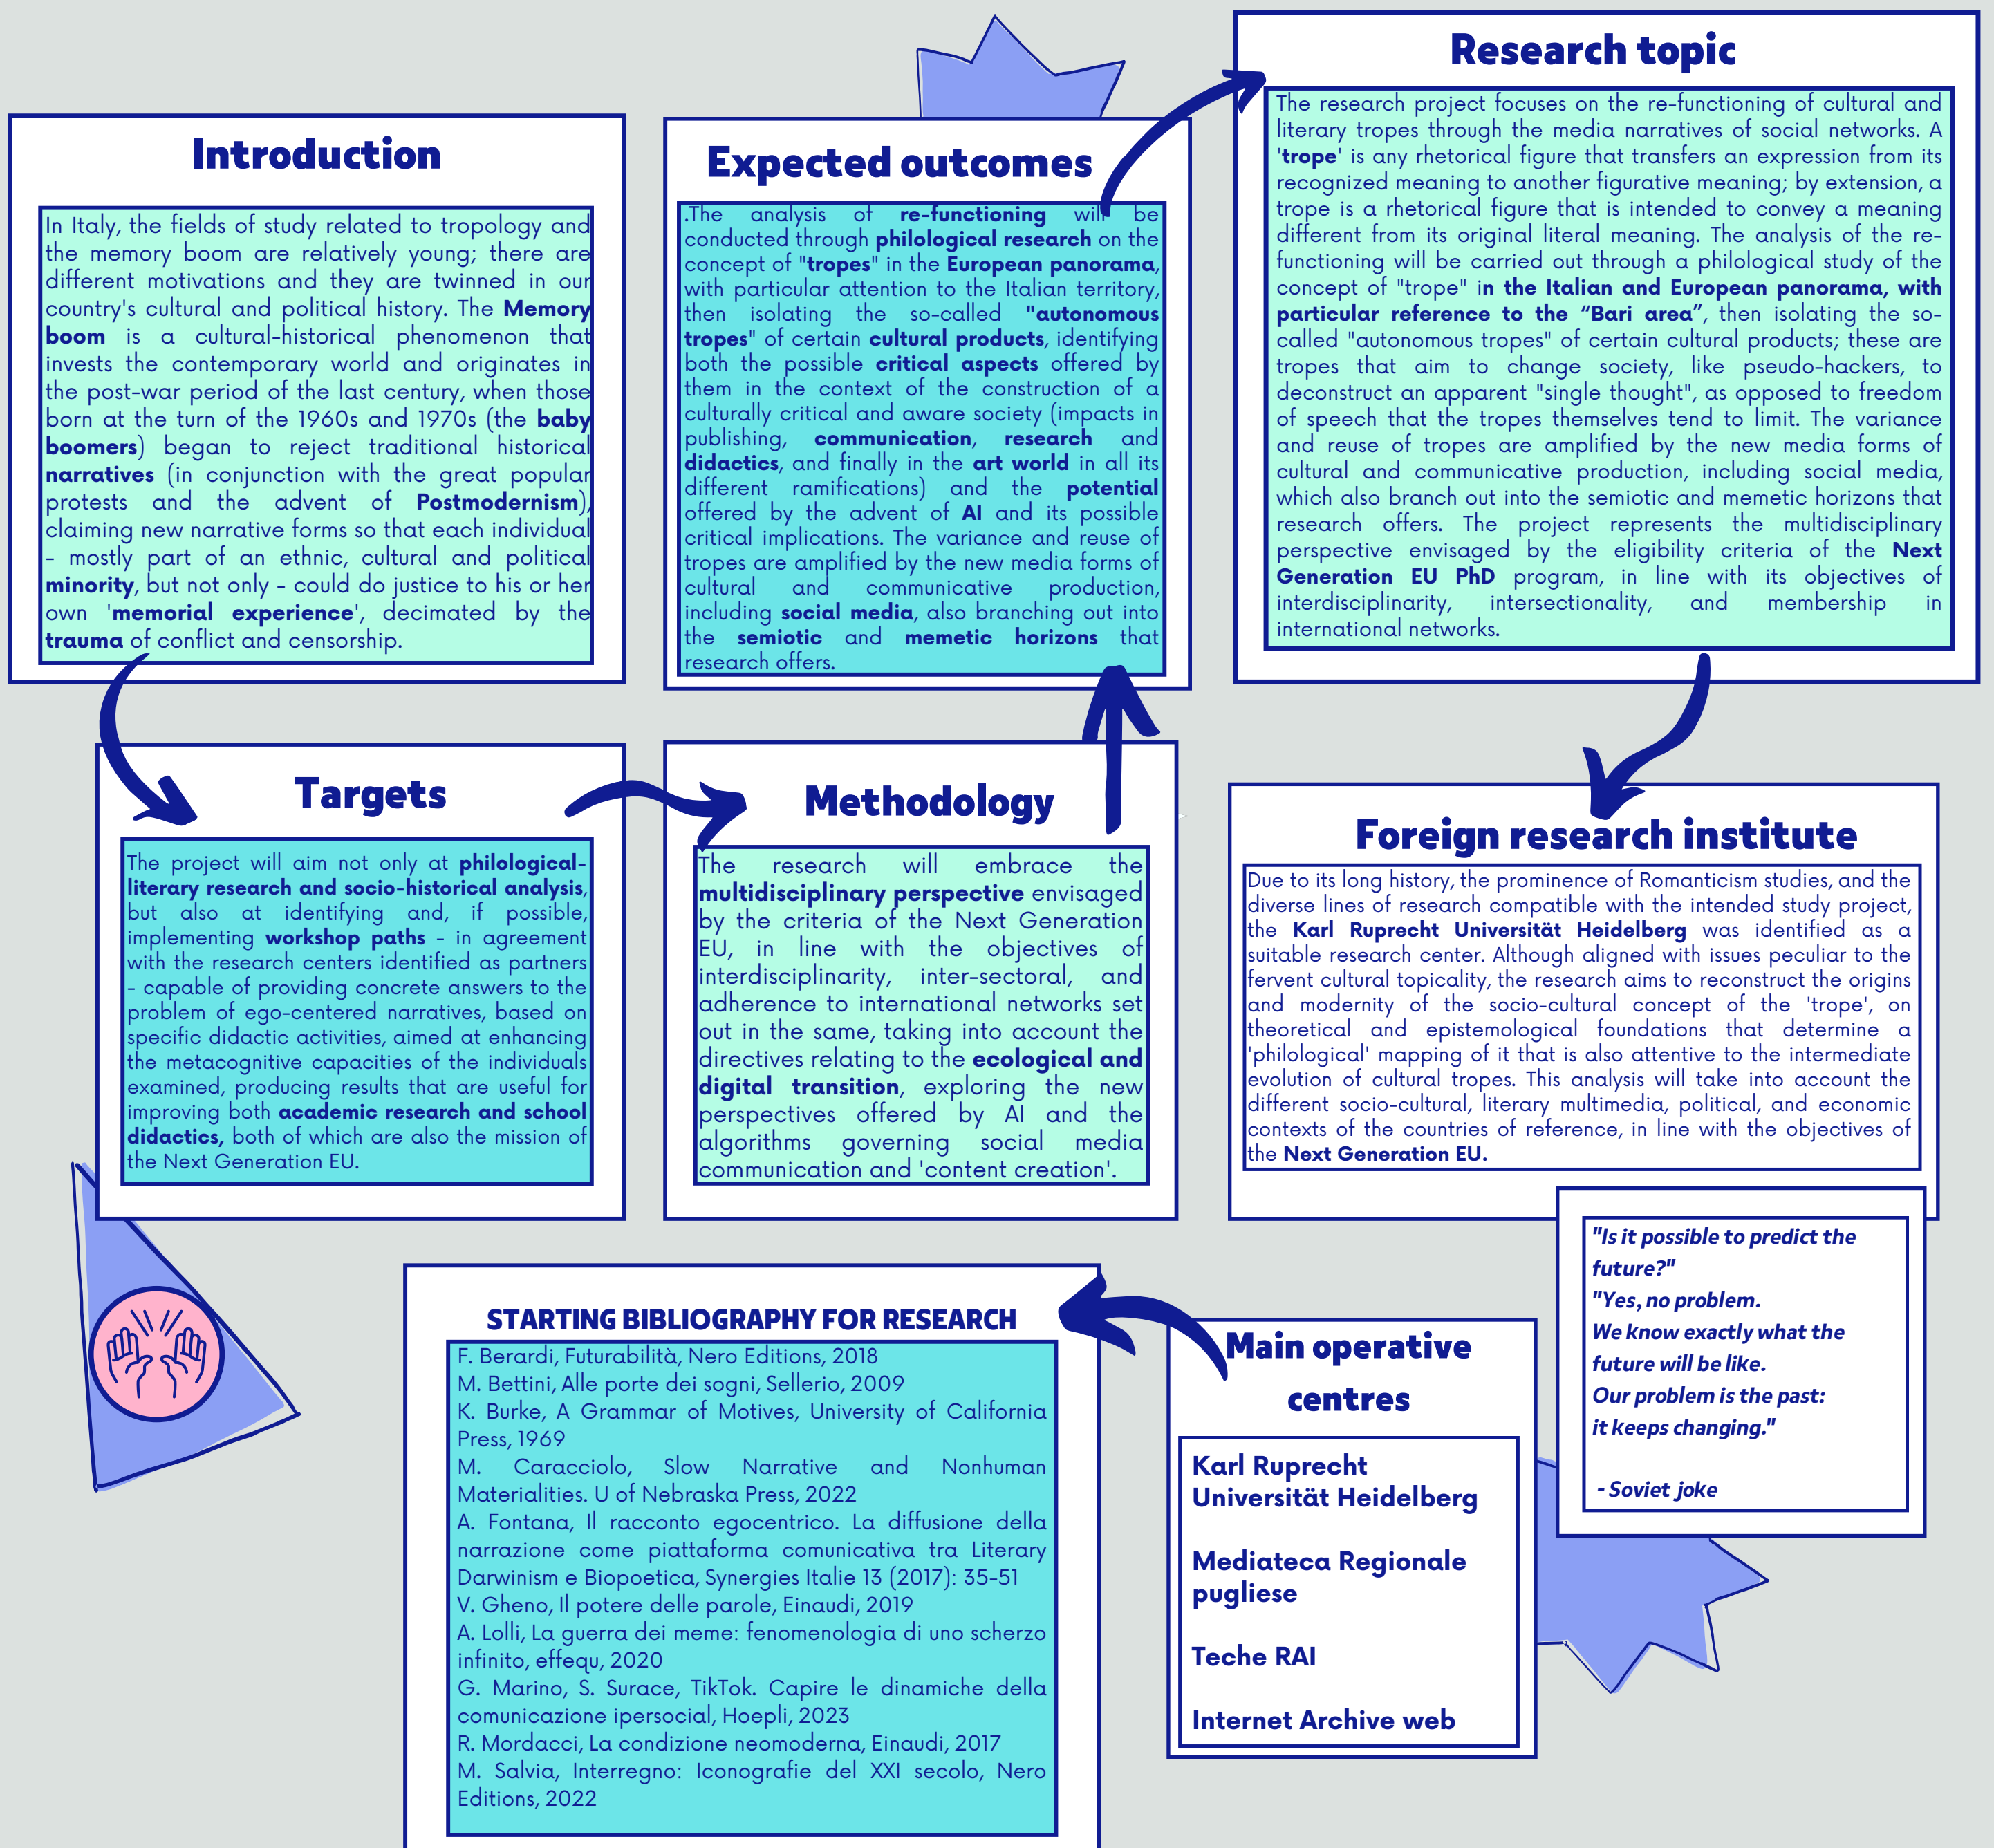 Introduction
In Italy, the fields of study related to tropology and
the memory boom are relatively young; there are
different motivations and they are twinned in our
country's cultural and political history. The Memory
boom is a cultural-historical phenomenon that
invests the contemporary world and originates in
the post-war period of the last century, when those
born at the turn of the 1960s and 1970s (the baby
boomers) began to reject traditional historical
narratives (in conjunction with the great popular
protests and the advent of Postmodernism),
claiming new narrative forms so that each individual
- mostly part of an ethnic, cultural and political
minority, but not only - could do justice to his or her
own 'memorial experience', decimated by the
trauma of conflict and censorship.
Targets
The project will aim not only at philological-
literary research and socio-historical analysis,
but also at identifying and, if possible,
implementing workshop paths - in agreement
with the research centers identified as partners
- capable of providing concrete answers to the
problem of ego-centered narratives, based on
specific didactic activities, aimed at enhancing
the metacognitive capacities of the individuals
examined, producing results that are useful for
improving both academic research and school
didactics, both of which are also the mission of
the Next Generation EU.
Methodology
The research will embrace the
multidisciplinary perspective envisaged
by the criteria of the Next Generation
EU, in line with the objectives of
interdisciplinarity, inter-sectoral, and
adherence to international networks set
out in the same, taking into account the
directives relating to the ecological and
digital transition, exploring the new
perspectives offered by AI and the
algorithms governing social media
communication and 'content creation'.
Expected outcomes
.The analysis of re-functioning will be
conducted through philological research on the
concept of "tropes" in the European panorama,
with particular attention to the Italian territory,
then isolating the so-called "autonomous
tropes" of certain cultural products, identifying
both the possible critical aspects offered by
them in the context of the construction of a
culturally critical and aware society (impacts in
publishing, communication, research and
didactics, and finally in the art world in all its
different ramifications) and the potential
offered by the advent of AI and its possible
critical implications. The variance and reuse of
tropes are amplified by the new media forms of
cultural and communicative production,
including social media, also branching out into
the semiotic and memetic horizons that
research offers.
Research topic
The research project focuses on the re-functioning of cultural and
literary tropes through the media narratives of social networks. A
'trope' is any rhetorical figure that transfers an expression from its
recognized meaning to another figurative meaning; by extension, a
trope is a rhetorical figure that is intended to convey a meaning
different from its original literal meaning. The analysis of the re-
functioning will be carried out through a philological study of the
concept of "trope" in the Italian and European panorama, with
particular reference to the “Bari area”, then isolating the so-
called "autonomous tropes" of certain cultural products; these are
tropes that aim to change society, like pseudo-hackers, to
deconstruct an apparent "single thought", as opposed to freedom
of speech that the tropes themselves tend to limit. The variance
and reuse of tropes are amplified by the new media forms of
cultural and communicative production, including social media,
which also branch out into the semiotic and memetic horizons that
research offers. The project represents the multidisciplinary
perspective envisaged by the eligibility criteria of the Next
Generation EU PhD program, in line with its objectives of
interdisciplinarity, intersectionality, and membership in
international networks.
Foreign research institute
Due to its long history, the prominence of Romanticism studies, and the
diverse lines of research compatible with the intended study project,
the Karl Ruprecht Universität Heidelberg was identified as a
suitable research center. Although aligned with issues peculiar to the
fervent cultural topicality, the research aims to reconstruct the origins
and modernity of the socio-cultural concept of the 'trope', on
theoretical and epistemological foundations that determine a
'philological' mapping of it that is also attentive to the intermediate
evolution of cultural tropes. This analysis will take into account the
different socio-cultural, literary multimedia, political, and economic
contexts of the countries of reference, in line with the objectives of
the Next Generation EU.
"Is it possible to predict the
future?"
"Yes, no problem.
We know exactly what the
future will be like.
Our problem is the past:
it keeps changing."
- Soviet joke
Main operative
centres
Karl Ruprecht
Universität Heidelberg
Mediateca Regionale
pugliese
Teche RAI
Internet Archive web
STARTING BIBLIOGRAPHY FOR RESEARCH
F. Berardi, Futurabilità, Nero Editions, 2018
M. Bettini, Alle porte dei sogni, Sellerio, 2009
K. Burke, A Grammar of Motives, University of California
Press, 1969
M. Caracciolo, Slow Narrative and Nonhuman
Materialities. U of Nebraska Press, 2022
A. Fontana, Il racconto egocentrico. La diffusione della
narrazione come piattaforma comunicativa tra Literary
Darwinism e Biopoetica, Synergies Italie 13 (2017): 35-51
V. Gheno, Il potere delle parole, Einaudi, 2019
A. Lolli, La guerra dei meme: fenomenologia di uno scherzo
infinito, effequ, 2020
G. Marino, S. Surace, TikTok. Capire le dinamiche della
comunicazione ipersocial, Hoepli, 2023
R. Mordacci, La condizione neomoderna, Einaudi, 2017
M. Salvia, Interregno: Iconografie del XXI secolo, Nero
Editions, 2022